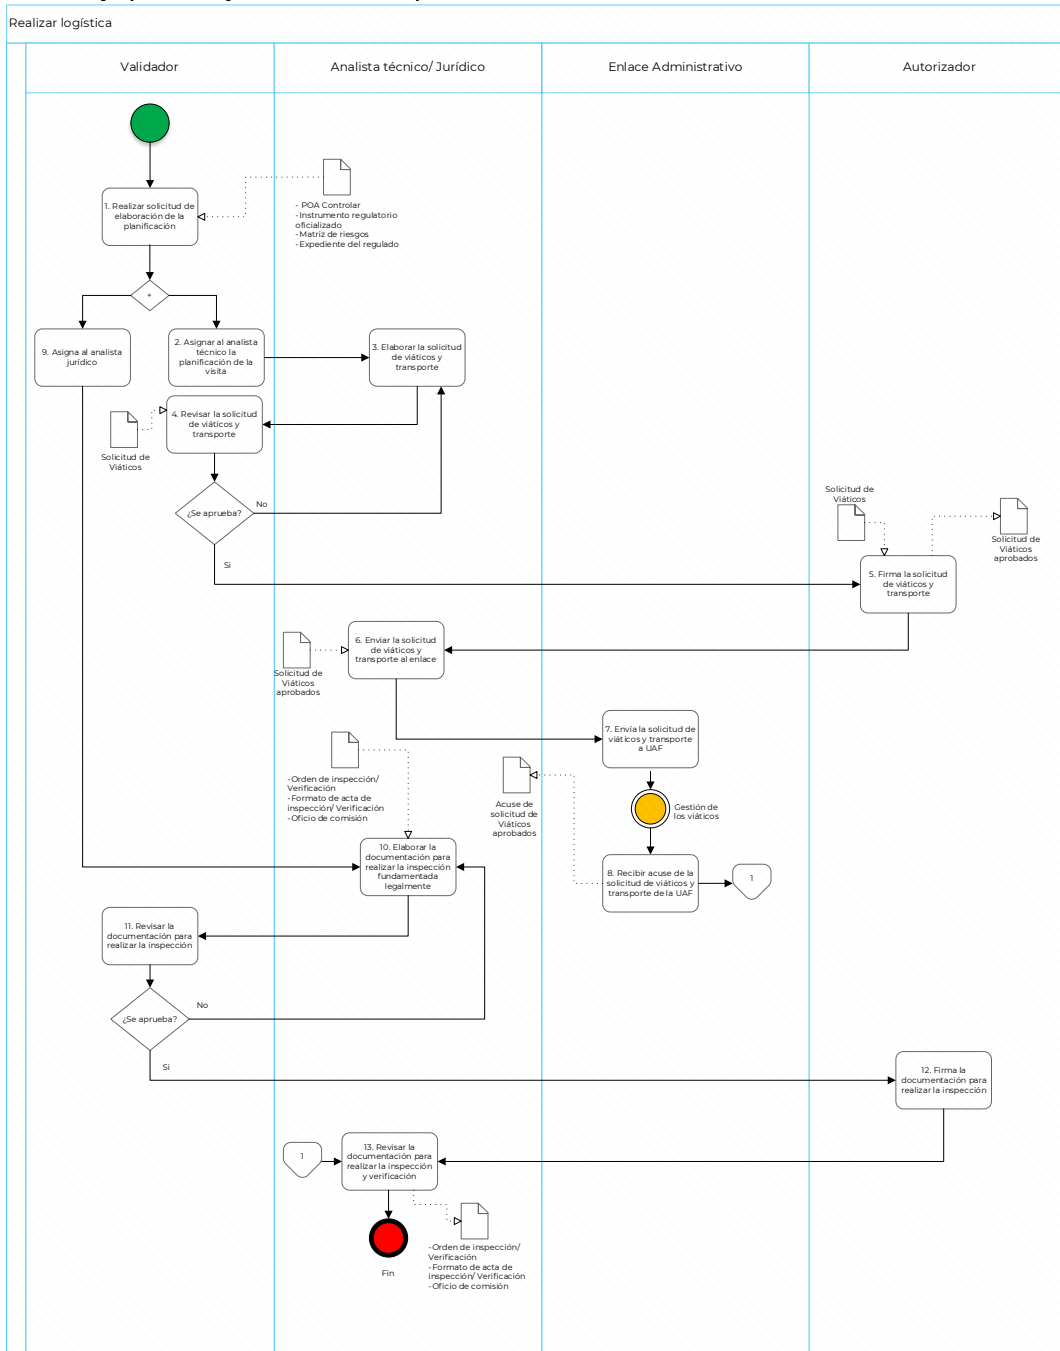 Realizar logística
Validador
Analista técnico/ Jurídico
Enlace Administrativo
Autorizador
1. Realizar solicitud de
elaboración de la
planificación
- POA Controlar
-Instrumento regulatorio
oficializado
-Matriz de riesgos
-Expediente del regulado
+
9. Asigna al analista
jurídico
2. Asignar al analista
técnico la
planificación de la
visita
3. Elaborar la solicitud
de viáticos y
transporte
4. Revisar la solicitud
de viáticos y
transporte
Solicitud de
Viáticos
¿Se aprueba?
No
Si
Solicitud de
Viáticos
Solicitud de
Viáticos
aprobados
5. Firma la solicitud
de viáticos y
transporte
6. Enviar la solicitud
de viáticos y
transporte al enlace
Solicitud de
Viáticos
aprobados
7. Envía la solicitud de
viáticos y transporte
a UAF
Gestión de
los viáticos
-Orden de inspección/
Verificación
-Formato de acta de
inspección/ Verificación
-Oficio de comisión
Acuse de
solicitud de
Viáticos
aprobados
10. Elaborar la
documentación para
realizar la inspección
fundamentada
legalmente
8. Recibir acuse de la
solicitud de viáticos y
transporte de la UAF
1
11. Revisar la
documentación para
realizar la inspección
¿Se aprueba?
No
Si
12. Firma la
documentación para
realizar la inspección
1
13. Revisar la
documentación para
realizar la inspección
y verificación
Fin
-Orden de inspección/
Verificación
-Formato de acta de
inspección/ Verificación
-Oficio de comisión